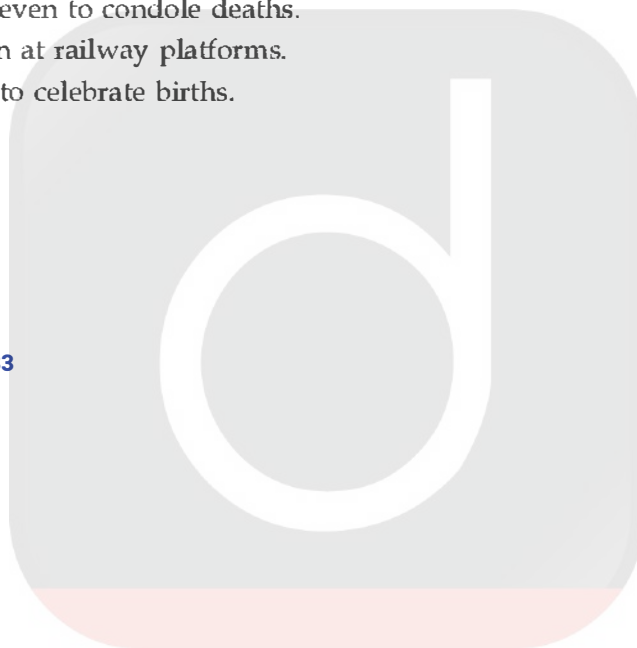 even to condole deaths.
n at railway platforms.
to celebrate births.
3
d